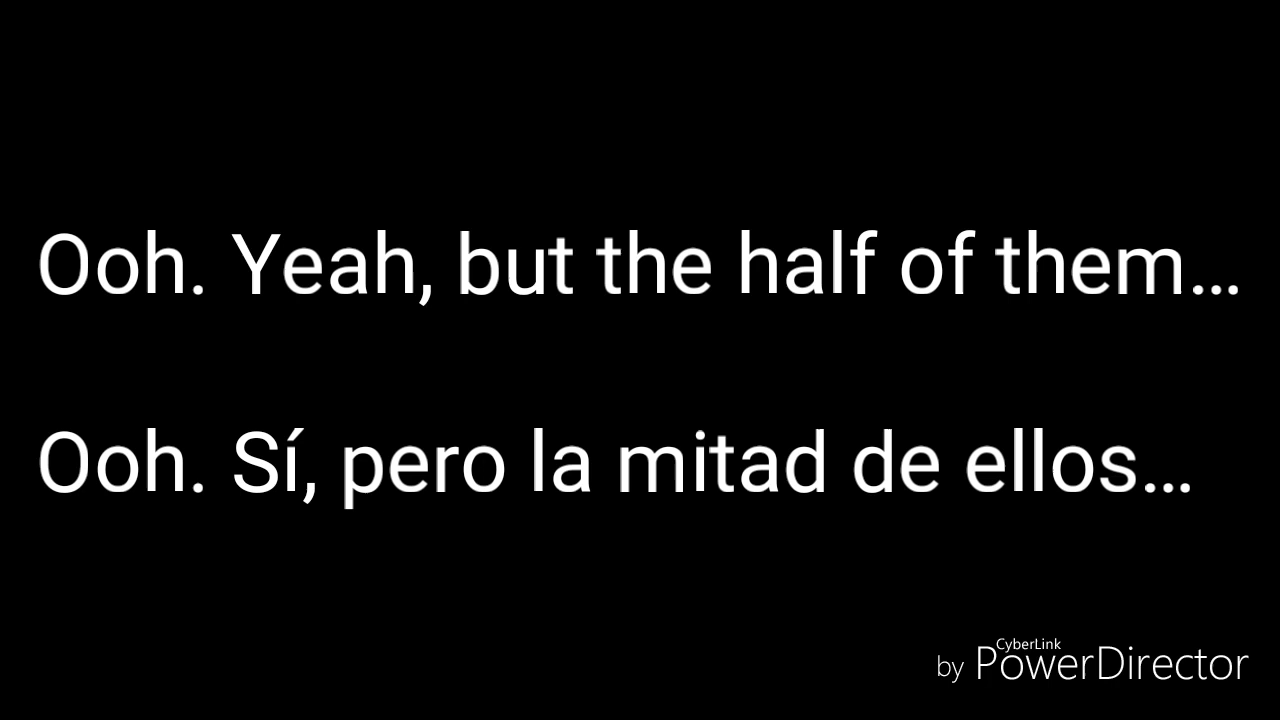 Ooh. Yeah, but the half of them…
Ooh. Sí, pero la mitad de ellos…
CyberLink
by PowerDirector